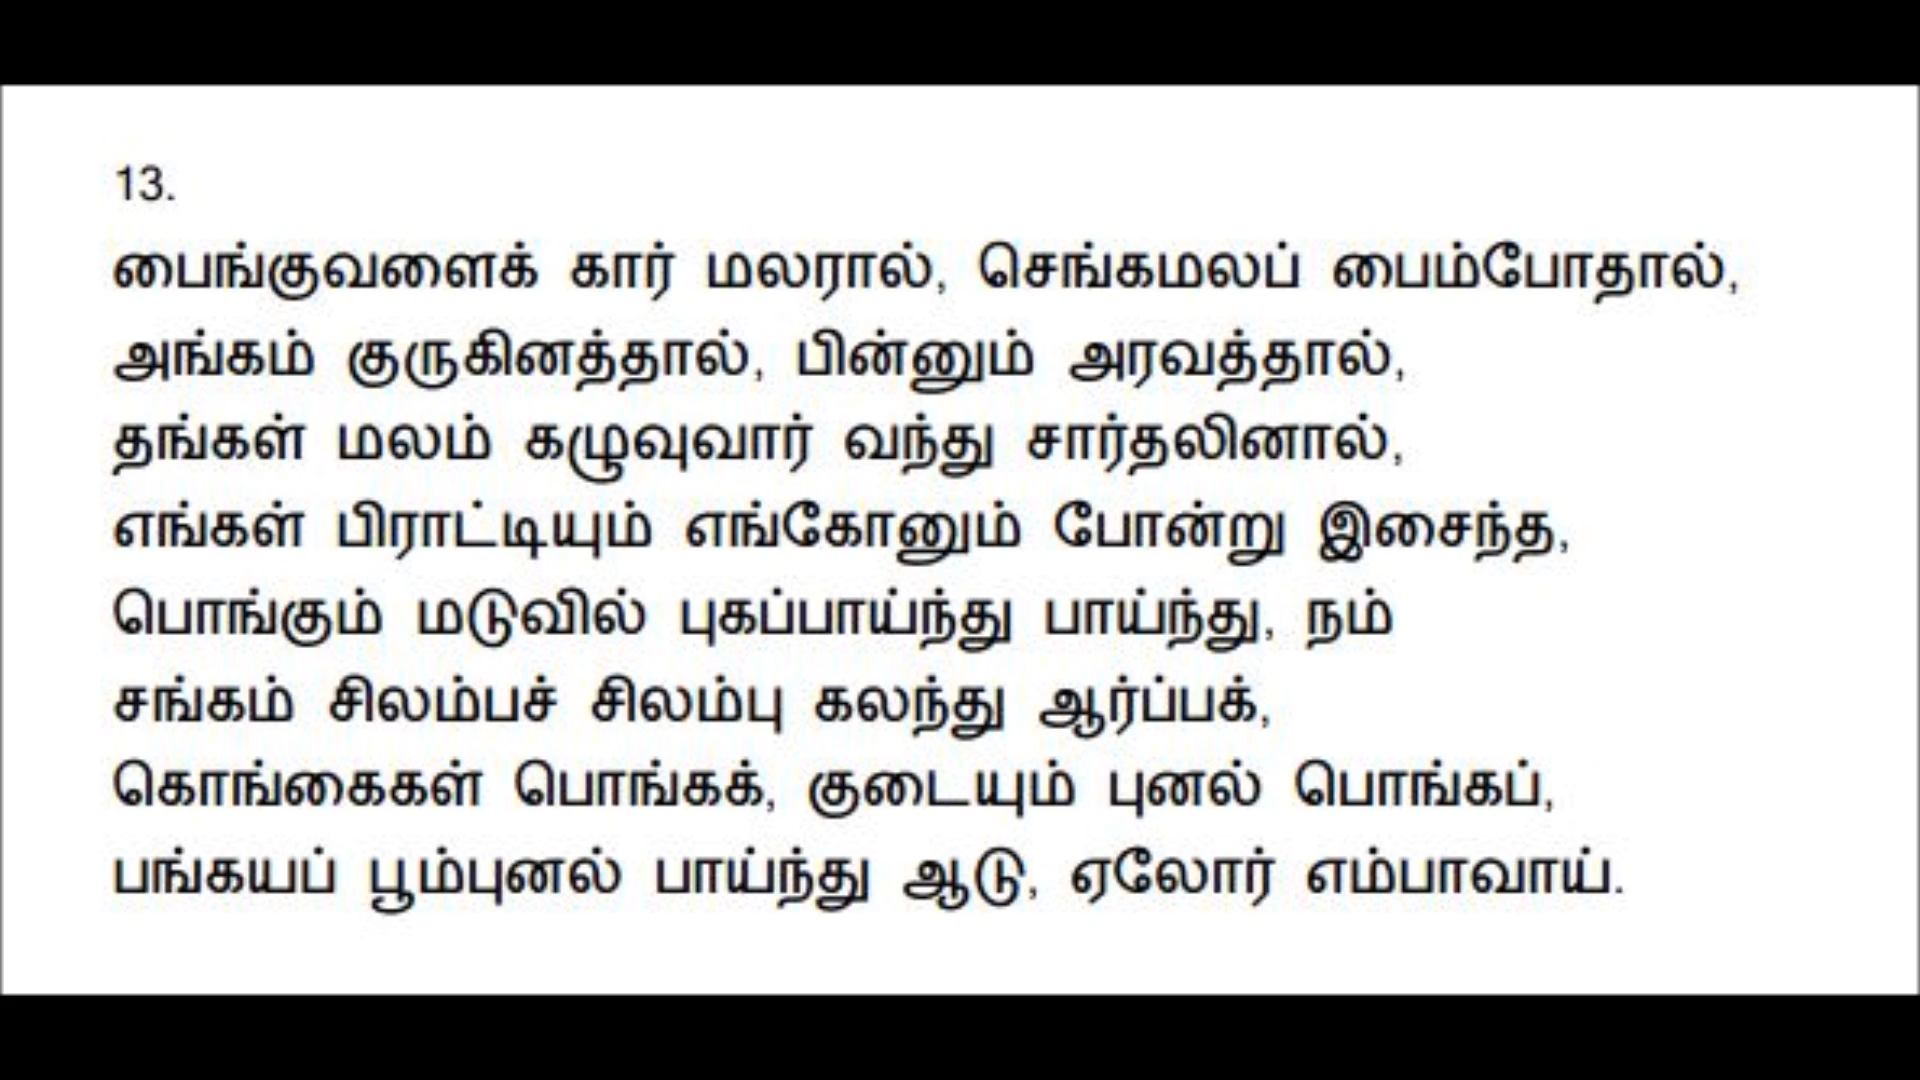 13.
பைங்குவளைக் கார் மலரால், செங்கமலப் பைம்போதால்,
அங்கம் குருகினத்தால், பின்னும் அரவத்தால்,
தங்கள் மலம் கழுவுவார் வந்து சார்தலினால்,
எங்கள் பிராட்டியும் எங்கோனும் போன்று இசைந்த,
பொங்கும் மடுவில் புகப்பாய்ந்து பாய்ந்து, நம்
சங்கம் சிலம்பச் சிலம்பு கலந்து ஆர்ப்பக்,
கொங்கைகள் பொங்கக், குடையும் புனல் பொங்கப்,
பங்கயப் பூம்புனல் பாய்ந்து ஆடு, ஏலோர் எம்பாவாய்.